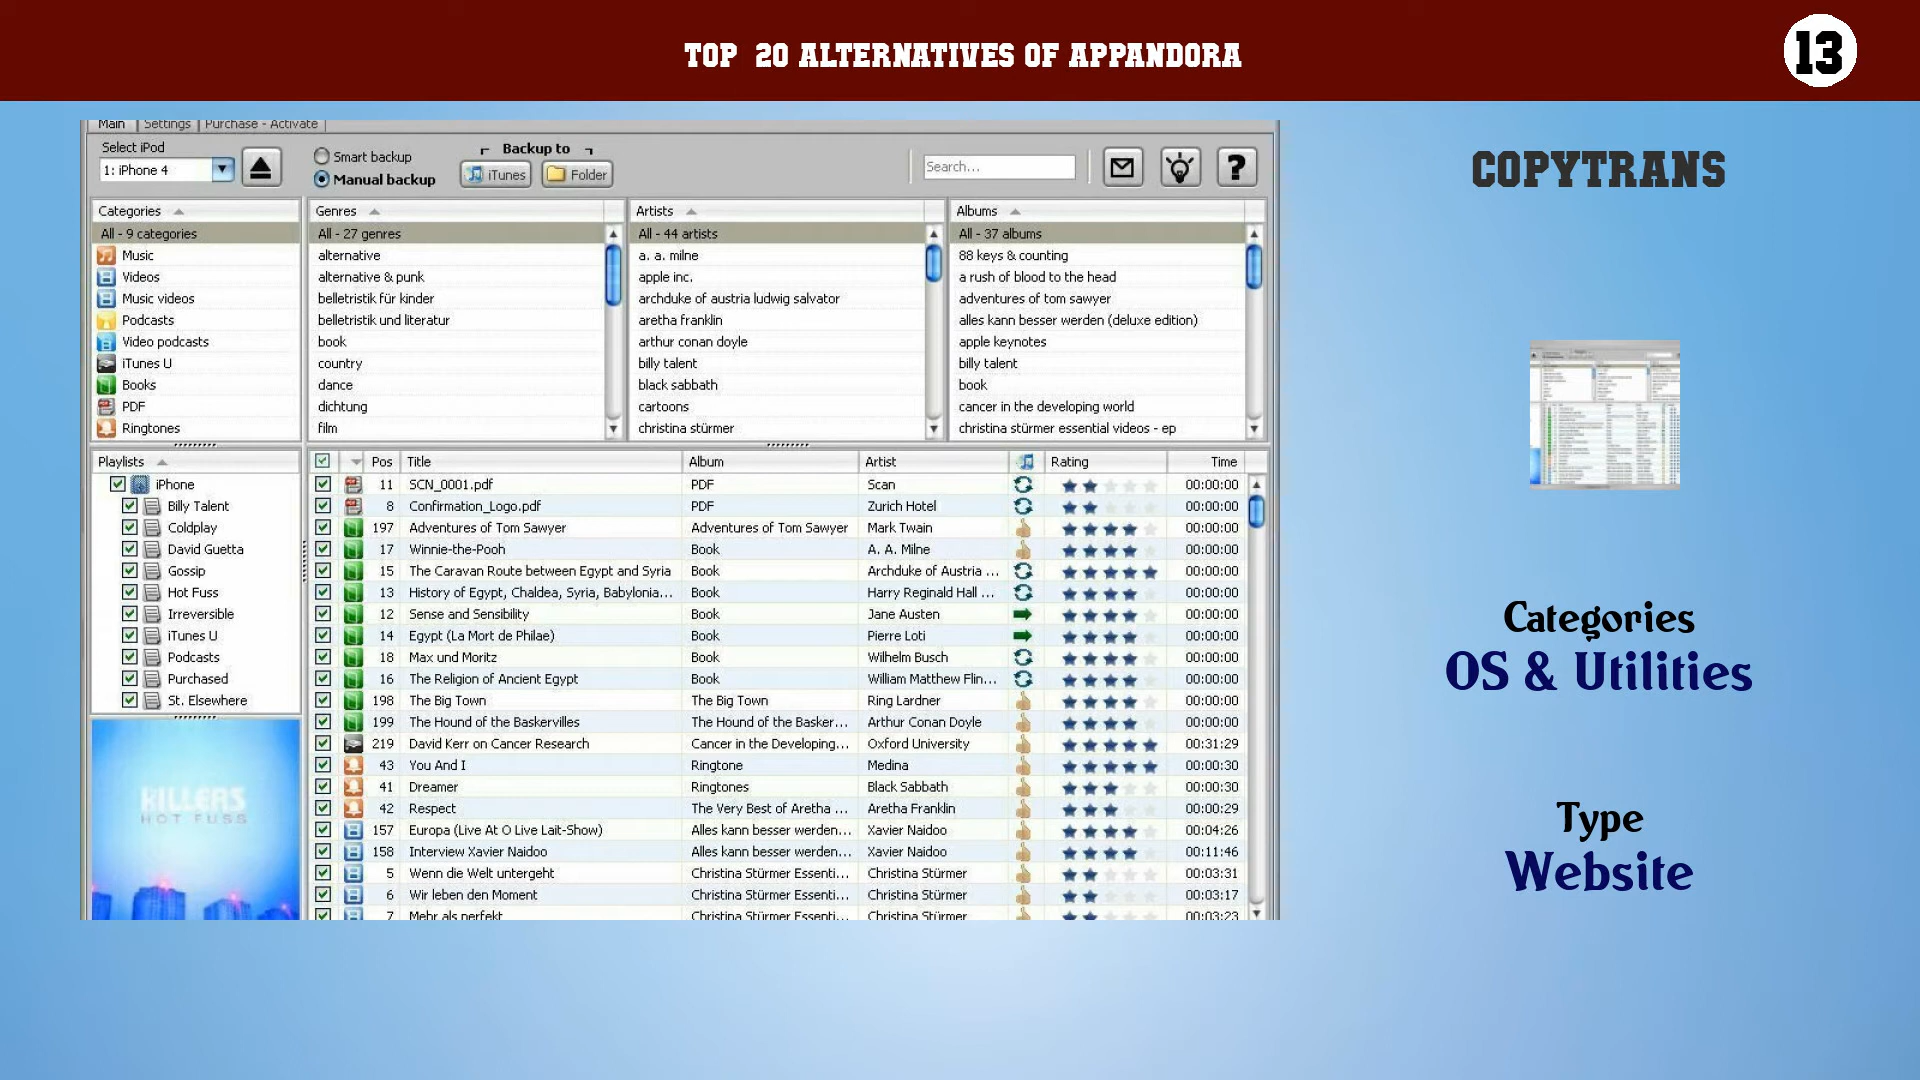 TOP 20 ALTERNATIVES OF APPANDORA
13
Main Settings Purchase - Activate
Select iPod
1: iPhone 4
Smart backup
Manual backup
Backup to
iTunes Folder
Search...
?
Categories
All - 9 categories
Music
Videos
Music videos
Podcasts
Video podcasts
iTunes U
Books
PDF
Ringtones
Genres
All - 27 genres
alternative
alternative & punk
belletristik für kinder
belletristik und literatur
book
country
dance
dichtung
film
Artists
All - 44 artists
a. a. milne
apple inc.
archduke of austria ludwig salvator
aretha franklin
arthur conan doyle
billy talent
black sabbath
cartoons
christina stürmer
Albums
All - 37 albums
88 keys & counting
a rush of blood to the head
adventures of tom sawyer
alles kann besser werden (deluxe edition)
apple keynotes
billy talent
book
cancer in the developing world
christina stürmer essential videos - ep
Playlists
iPhone
Billy Talent
Coldplay
David Guetta
Gossip
Hot Fuss
Irreversible
iTunes U
Podcasts
Purchased
St. Elsewhere
KILLERS
HOT FUSS
Pos Title Album Artist Rating Time
11 SCN_0001.pdf PDF Scan 00:00:00
8 Confirmation_Logo.pdf PDF Zurich Hotel 00:00:00
197 Adventures of Tom Sawyer Adventures of Tom Sawyer Mark Twain 00:00:00
17 Winnie-the-Pooh Book A. A. Milne 00:00:00
15 The Caravan Route between Egypt and Syria Book Archduke of Austria ... 00:00:00
13 History of Egypt, Chaldea, Syria, Babylonia... Book Harry Reginald Hall ... 00:00:00
12 Sense and Sensibility Book Jane Austen 00:00:00
14 Egypt (La Mort de Philae) Book Pierre Loti 00:00:00
18 Max und Moritz Book Wilhelm Busch 00:00:00
16 The Religion of Ancient Egypt Book William Matthew Flin... 00:00:00
198 The Big Town The Big Town Ring Lardner 00:00:00
199 The Hound of the Baskervilles The Hound of the Basker... Arthur Conan Doyle 00:00:00
219 David Kerr on Cancer Research Cancer in the Developing... Oxford University 00:31:29
43 You And I Ringtone Medina 00:00:30
41 Dreamer Ringtones Black Sabbath 00:00:30
42 Respect The Very Best of Aretha ... Aretha Franklin 00:00:29
157 Europa (Live At O Live Lait-Show) Alles kann besser werden... Xavier Naidoo 00:04:26
158 Interview Xavier Naidoo Alles kann besser werden... Xavier Naidoo 00:11:46
5 Wenn die Welt untergeht Christina Stürmer Essenti... Christina Stürmer 00:03:31
6 Wir leben den Moment Christina Stürmer Essenti... Christina Stürmer 00:03:17
7 Mehr als perfekt Christina Stürmer Essenti... Christina Stürmer 00:03:23
COPYTRANS
Categories
OS & Utilities
Type
Website